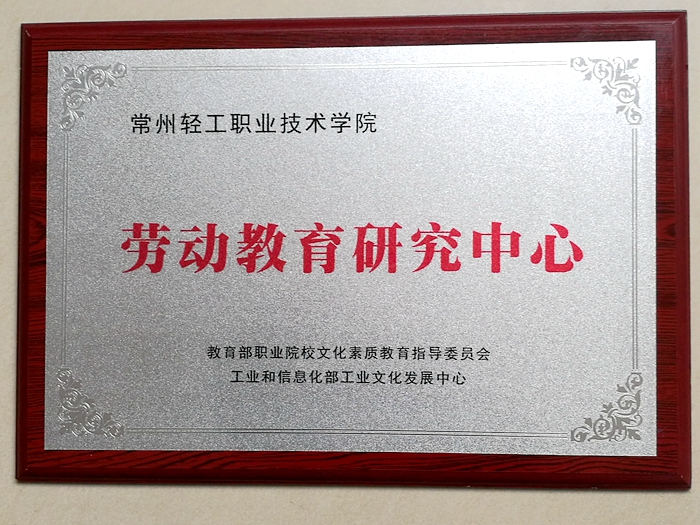 常州轻工职业技术学院
劳动教育研究中心
教育部职业院校文化素质教育指导委员会
工业和信息化部工业文化发展中心